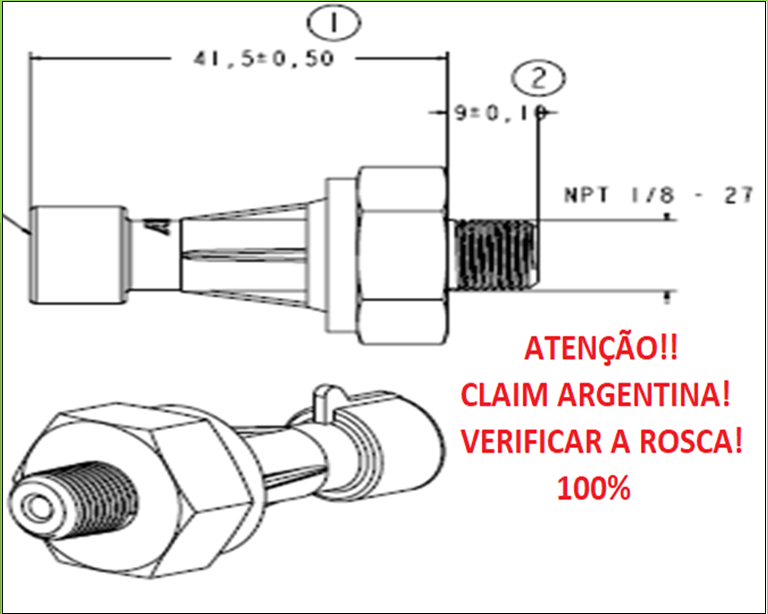 1
41,5±0,50
2
9±0,10
NPT 1/8 - 27
ATENÇÃO!!
CLAIM ARGENTINA!
VERIFICAR A ROSCA!
100%